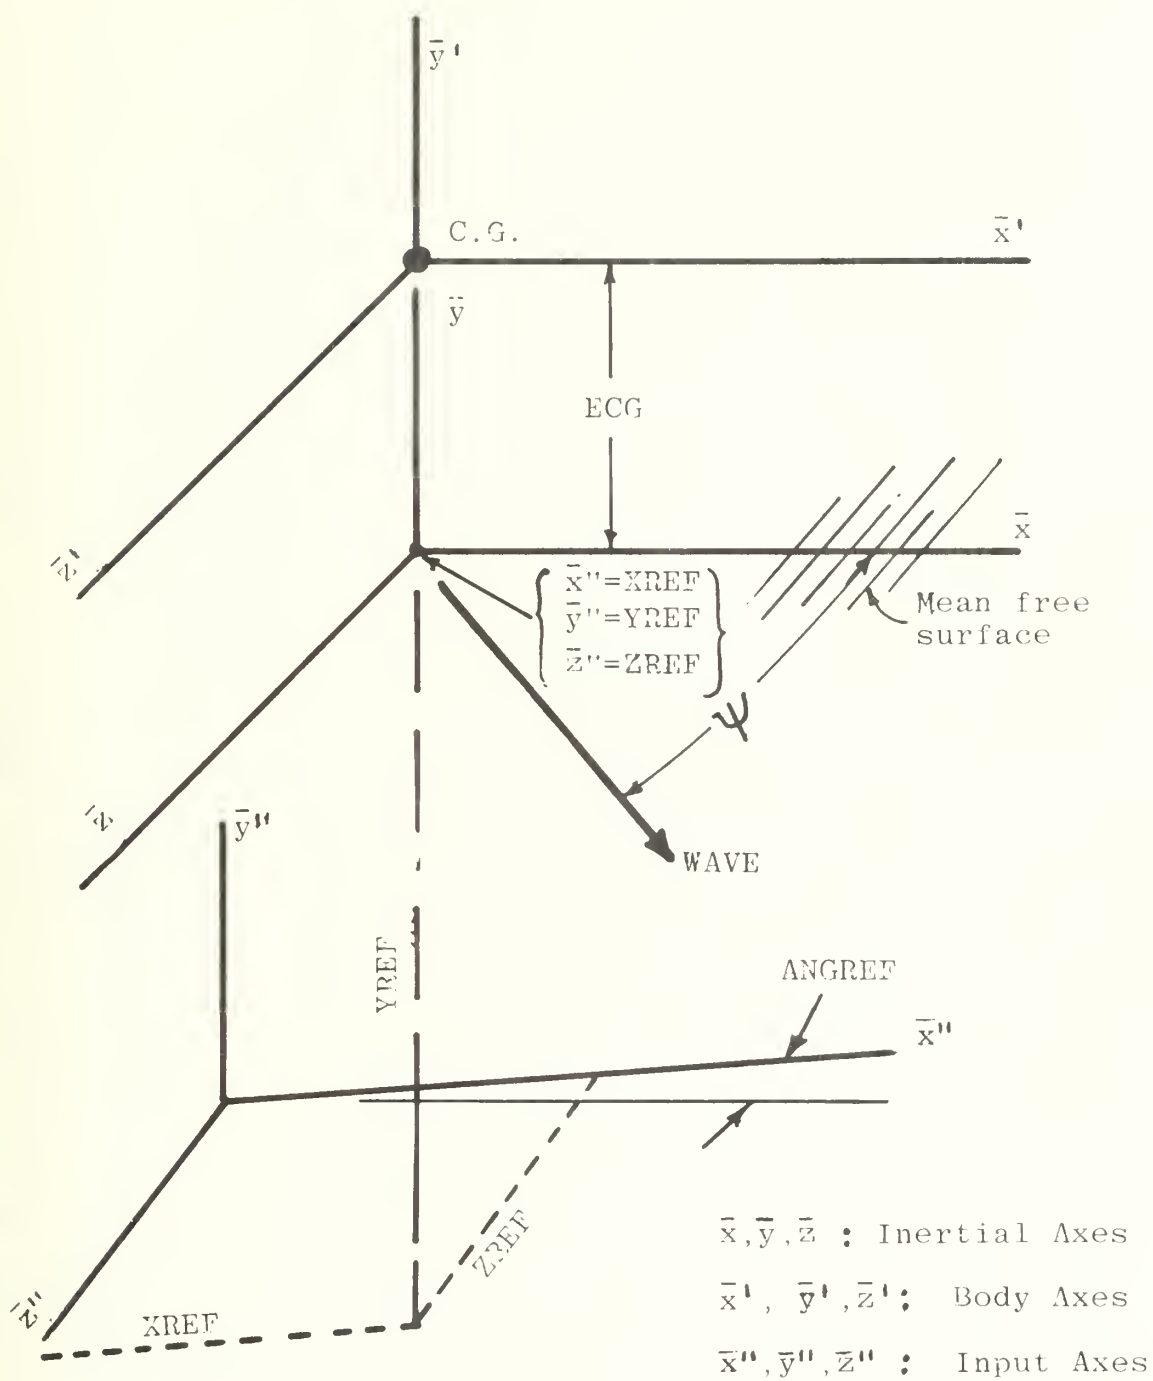 ȳ'
C.G.
x̄'
ȳ
ECG
z̄'
x̄
x̄"=XREF
ȳ"=YREF
z̄"=ZREF
Mean free
surface
ψ
z̄
ȳ"
WAVE
YREF
ANGREF
x̄"
ZREF
z̄"
XREF
x̄,ȳ,z̄ : Inertial Axes
x̄', ȳ',z̄': Body Axes
x̄",ȳ",z̄" : Input Axes